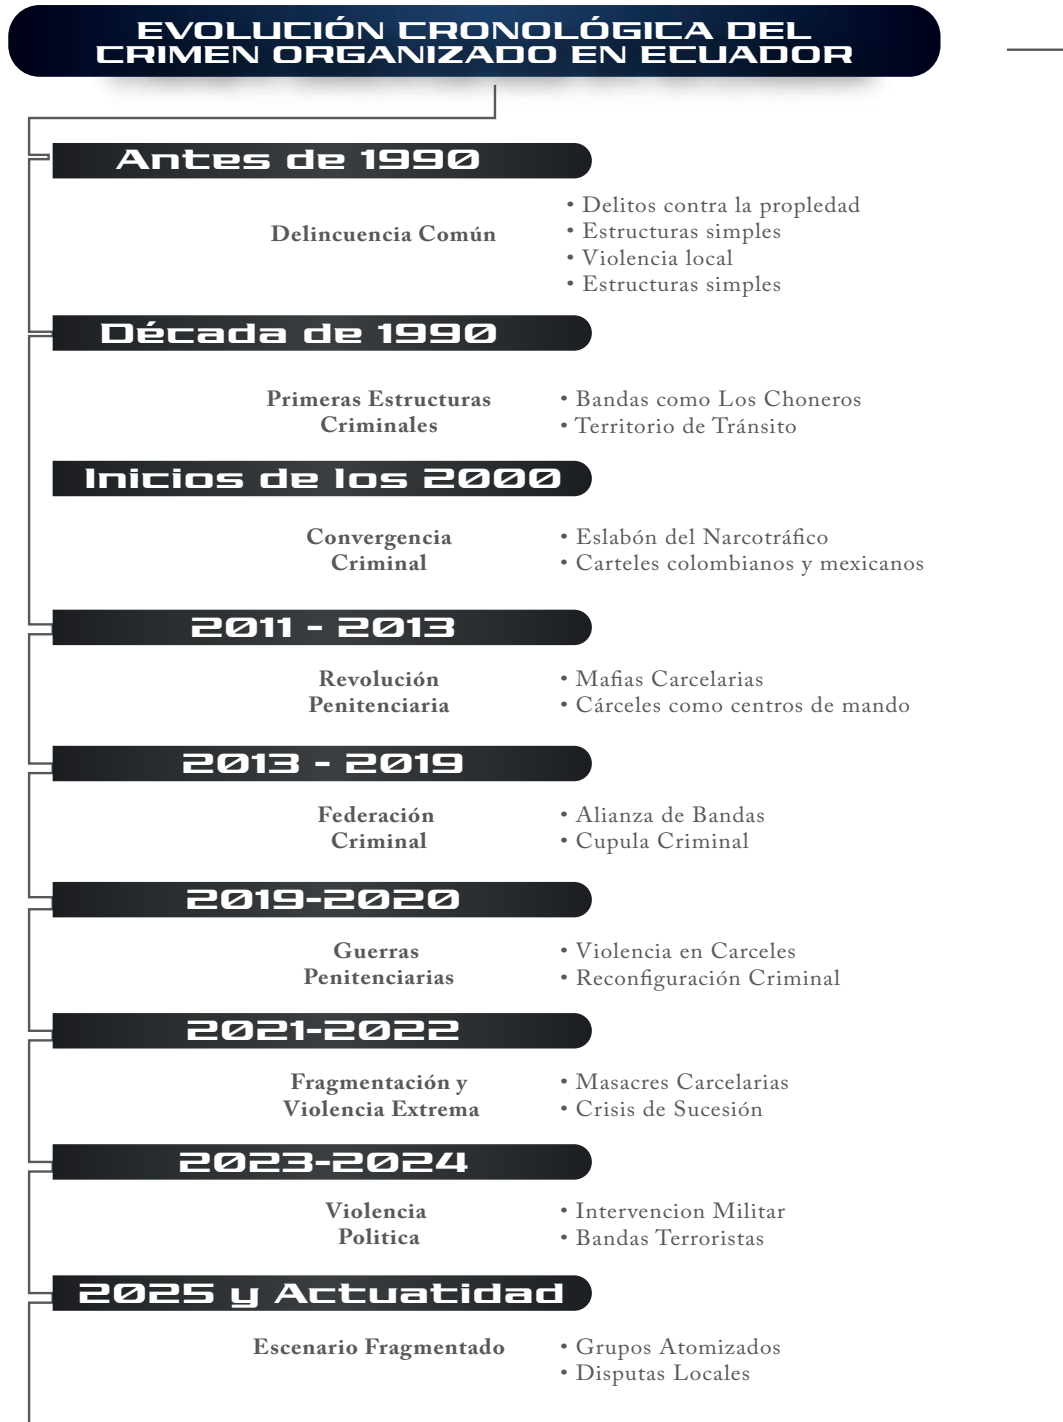 EVOLUCIÓN CRONOLÓGICA DEL
CRIMEN ORGANIZADO EN ECUADOR
Antes de 1990
Delincuencia Común
• Delitos contra la propledad
• Estructuras simples
• Violencia local
• Estructuras simples
Década de 1990
Primeras Estructuras
Criminales
• Bandas como Los Choneros
• Territorio de Tránsito
Inicios de los 2000
Convergencia
Criminal
• Eslabón del Narcotráfico
• Carteles colombianos y mexicanos
2011 - 2013
Revolución
Penitenciaria
• Mafias Carcelarias
• Cárceles como centros de mando
2013 - 2019
Federación
Criminal
• Alianza de Bandas
• Cupula Criminal
2019-2020
Guerras
Penitenciarias
• Violencia en Carceles
• Reconfiguración Criminal
2021-2022
Fragmentación y
Violencia Extrema
• Masacres Carcelarias
• Crisis de Sucesión
2023-2024
Violencia
Politica
• Intervencion Militar
• Bandas Terroristas
2025 y Actuatidad
Escenario Fragmentado
• Grupos Atomizados
• Disputas Locales